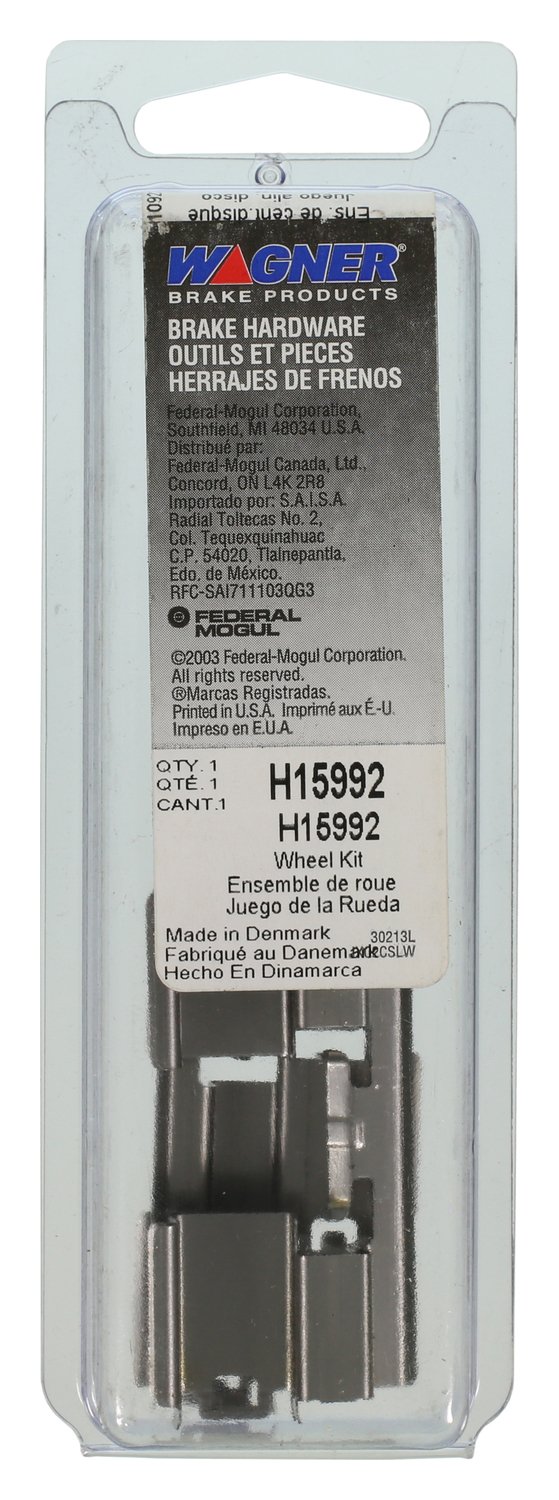 1092
Juego alin. disco
Ens. de cent.disque
WAGNER®
BRAKE PRODUCTS
BRAKE HARDWARE
OUTILS ET PIECES
HERRAJES DE FRENOS
Federal-Mogul Corporation,
Southfield, MI 48034 U.S.A.
Distribué par:
Federal-Mogul Canada, Ltd.,
Concord, ON L4K 2R8
Importado por: S.A.I.S.A.
Radial Toltecas No. 2,
Col. Tequexquinahuac
C.P. 54020, Tlalnepantla,
Edo. de México.
RFC-SAI711103QG3
FEDERAL
MOGUL
©2003 Federal-Mogul Corporation.
All rights reserved.
®Marcas Registradas.
Printed in U.S.A. Imprimé aux É.-U.
Impreso en E.U.A.
QTY. 1
QTÉ. 1
CANT.1
H15992
H15992
Wheel Kit
Ensemble de roue
Juego de la Rueda
Made in Denmark
30213L
Fabriqué au Danemark
Hecho En Dinamarca